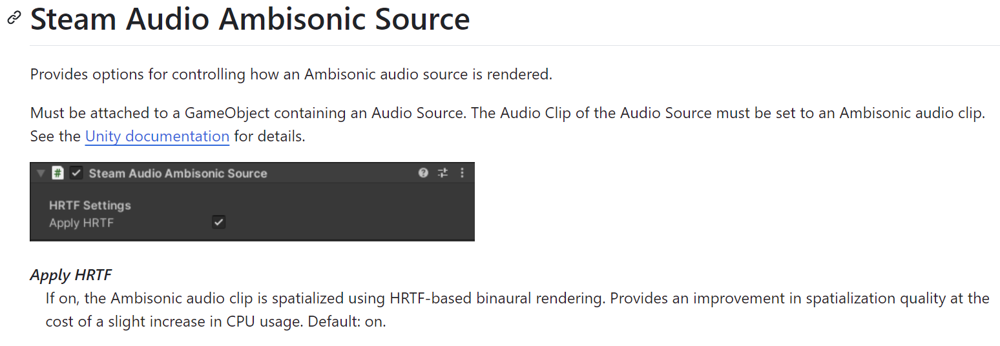 Steam Audio Ambisonic Source
Provides options for controlling how an Ambisonic audio source is rendered.
Must be attached to a GameObject containing an Audio Source. The Audio Clip of the Audio Source must be set to an Ambisonic audio clip.
See the Unity documentation for details.
Steam Audio Ambisonic Source
HRTF Settings
Apply HRTF
Apply HRTF
If on, the Ambisonic audio clip is spatialized using HRTF-based binaural rendering. Provides an improvement in spatialization quality at the
cost of a slight increase in CPU usage. Default: on.